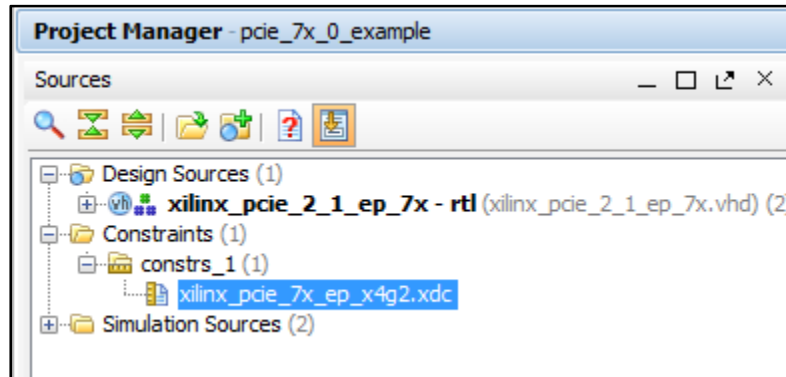 Project Manager - pcie_7x_0_example
Sources
Design Sources (1)
xilinx_pcie_2_1_ep_7x - rtl (xilinx_pcie_2_1_ep_7x.vhd) (2)
Constraints (1)
constrs_1 (1)
xilinx_pcie_7x_ep_x4g2.xdc
Simulation Sources (2)